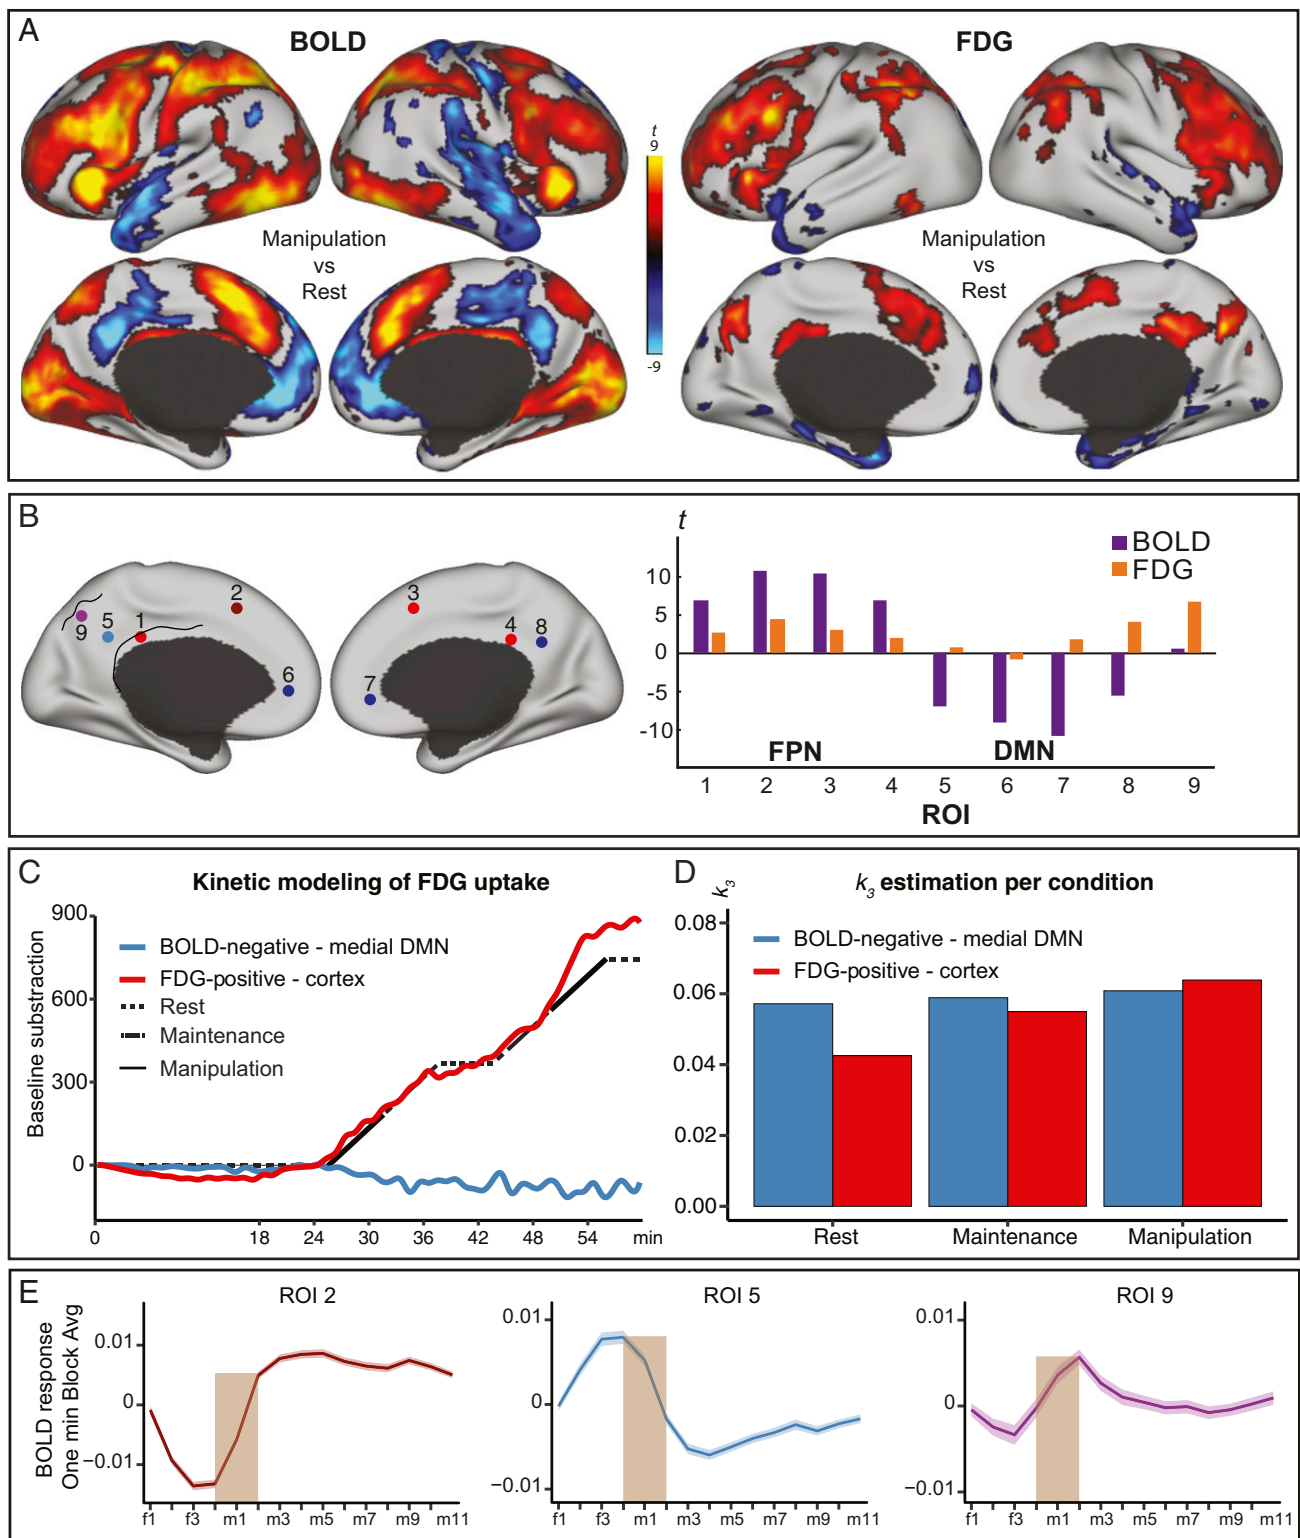 A
BOLD
FDG
t
9
-9
Manipulation
vs
Rest
Manipulation
vs
Rest
B
1
2
3
4
5
6
7
8
9
t
BOLD
FDG
10
5
0
-5
-10
FPN
DMN
1 2 3 4 5 6 7 8 9
ROI
C
Kinetic modeling of FDG uptake
Baseline substraction
900
600
300
0
BOLD-negative - medial DMN
FDG-positive - cortex
Rest
Maintenance
Manipulation
0 18 24 30 36 42 48 54 min
D
k3
k3 estimation per condition
0.08
0.06
0.04
0.02
0.00
BOLD-negative - medial DMN
FDG-positive - cortex
Rest Maintenance Manipulation
E
BOLD response
One min Block Avg
ROI 2
0.01
0
−0.01
f1 f3 m1 m3 m5 m7 m9 m11
ROI 5
0.01
0
−0.01
f1 f3 m1 m3 m5 m7 m9 m11
ROI 9
0.01
0
−0.01
f1 f3 m1 m3 m5 m7 m9 m11